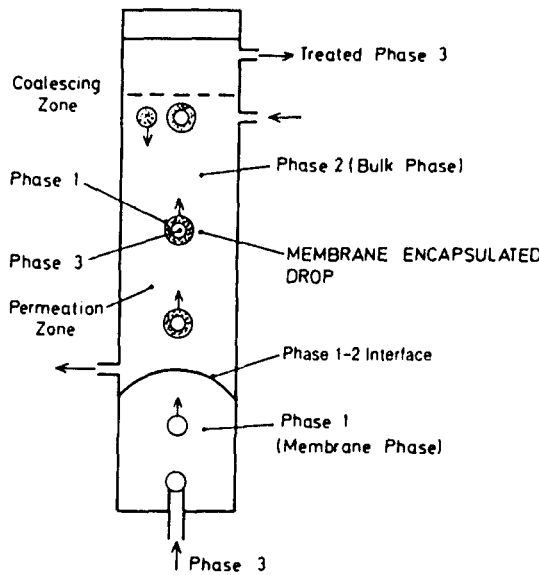 Treated Phase 3
Coalescing
Zone
Phase 2 (Bulk Phase)
Phase 1
Phase 3
MEMBRANE ENCAPSULATED
DROP
Permeation
Zone
Phase 1-2 Interface
Phase 1
(Membrane Phase)
Phase 3